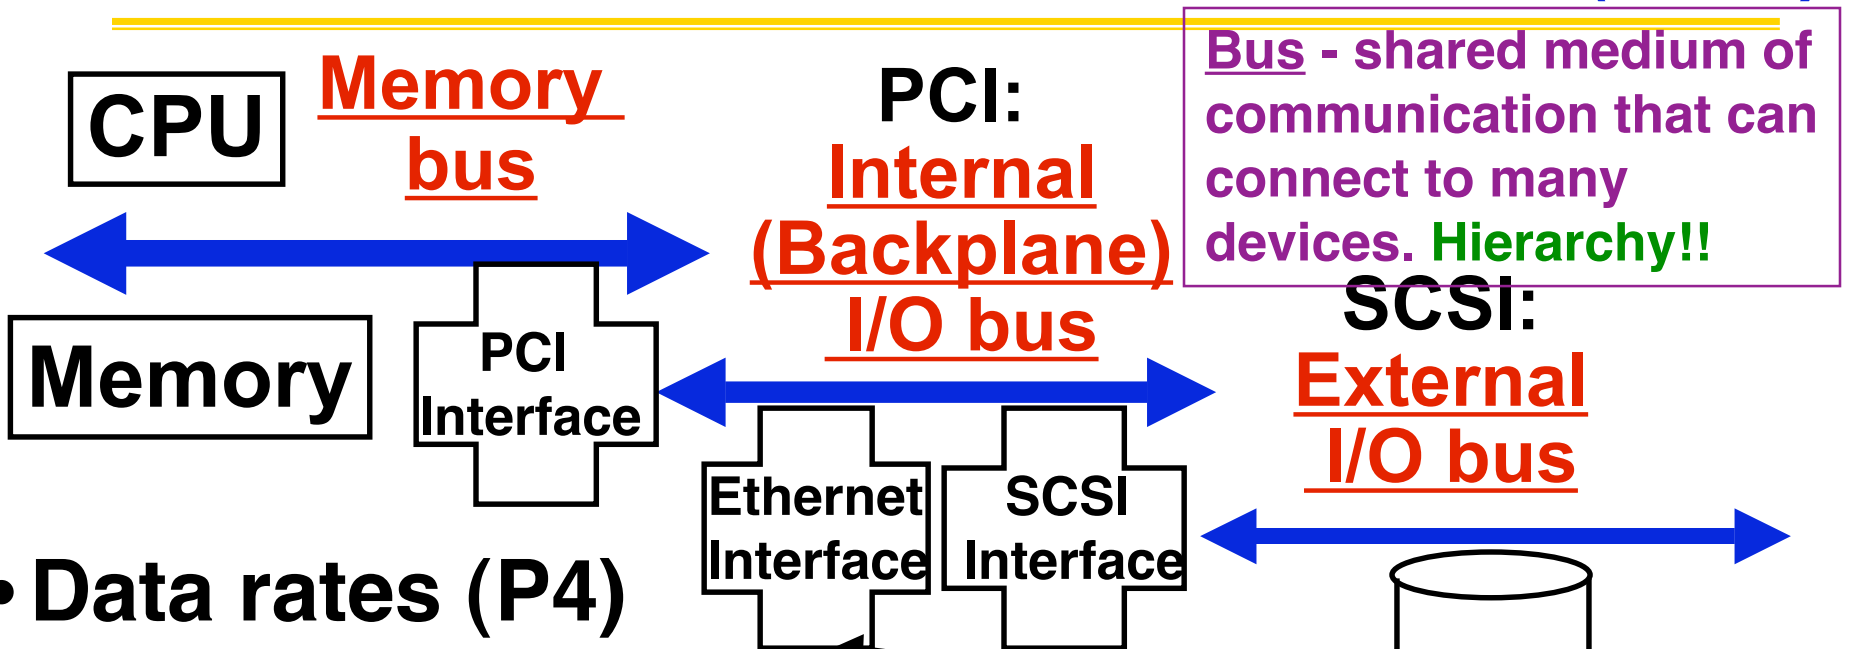 Bus - shared medium of
communication that can
connect to many
devices. Hierarchy!!
CPU
Memory
bus
PCI:
Internal
(Backplane)
I/O bus
SCSI:
External
I/O bus
Memory
PCI
Interface
Ethernet
Interface
SCSI
Interface
• Data rates (P4)